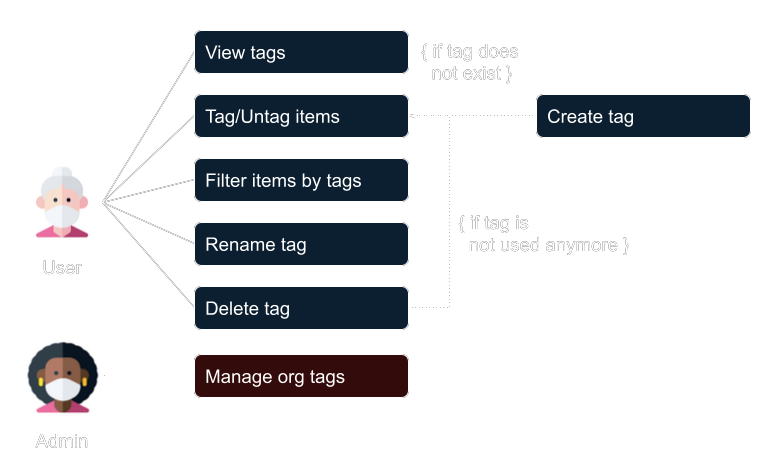 View tags
{ if tag does
not exist }
Tag/Untag items
Create tag
Filter items by tags
{ if tag is
not used anymore }
Rename tag
User
Delete tag
Manage org tags
Admin